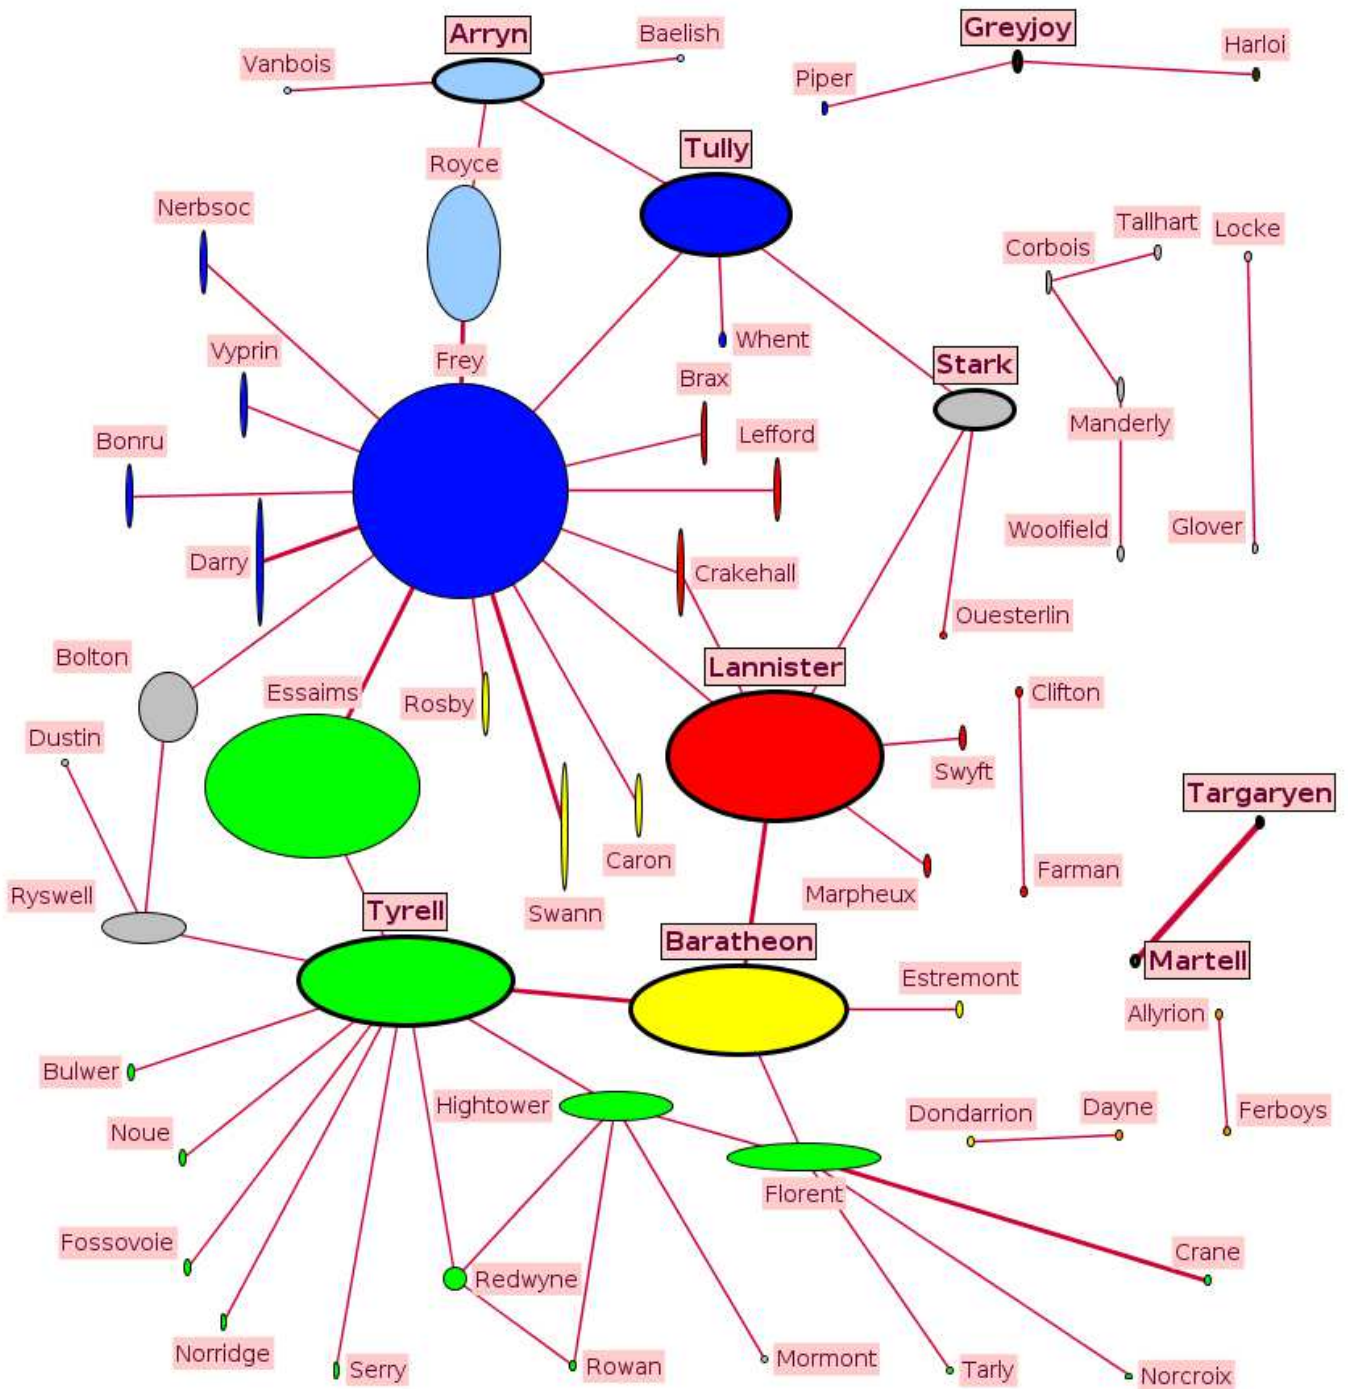 Arryn
Baelish
Greyjoy
Harloi
Vanbois
Piper
Royce
Tully
Nerbsoc
Tallhart
Locke
Corbois
Whent
Vyprin
Frey
Stark
Brax
Manderly
Bonru
Lefford
Woolfield
Glover
Darry
Crakehall
Ouesterlin
Bolton
Lannister
Essaims
Rosby
Clifton
Dustin
Swyft
Targaryen
Caron
Farman
Ryswell
Marpheux
Tyrell
Swann
Baratheon
Martell
Estremont
Allyrion
Bulwer
Hightower
Dondarrion
Dayne
Ferboys
Noue
Florent
Fossovoie
Crane
Redwyne
Norridge
Serry
Rowan
Mormont
Tarly
Norcroix